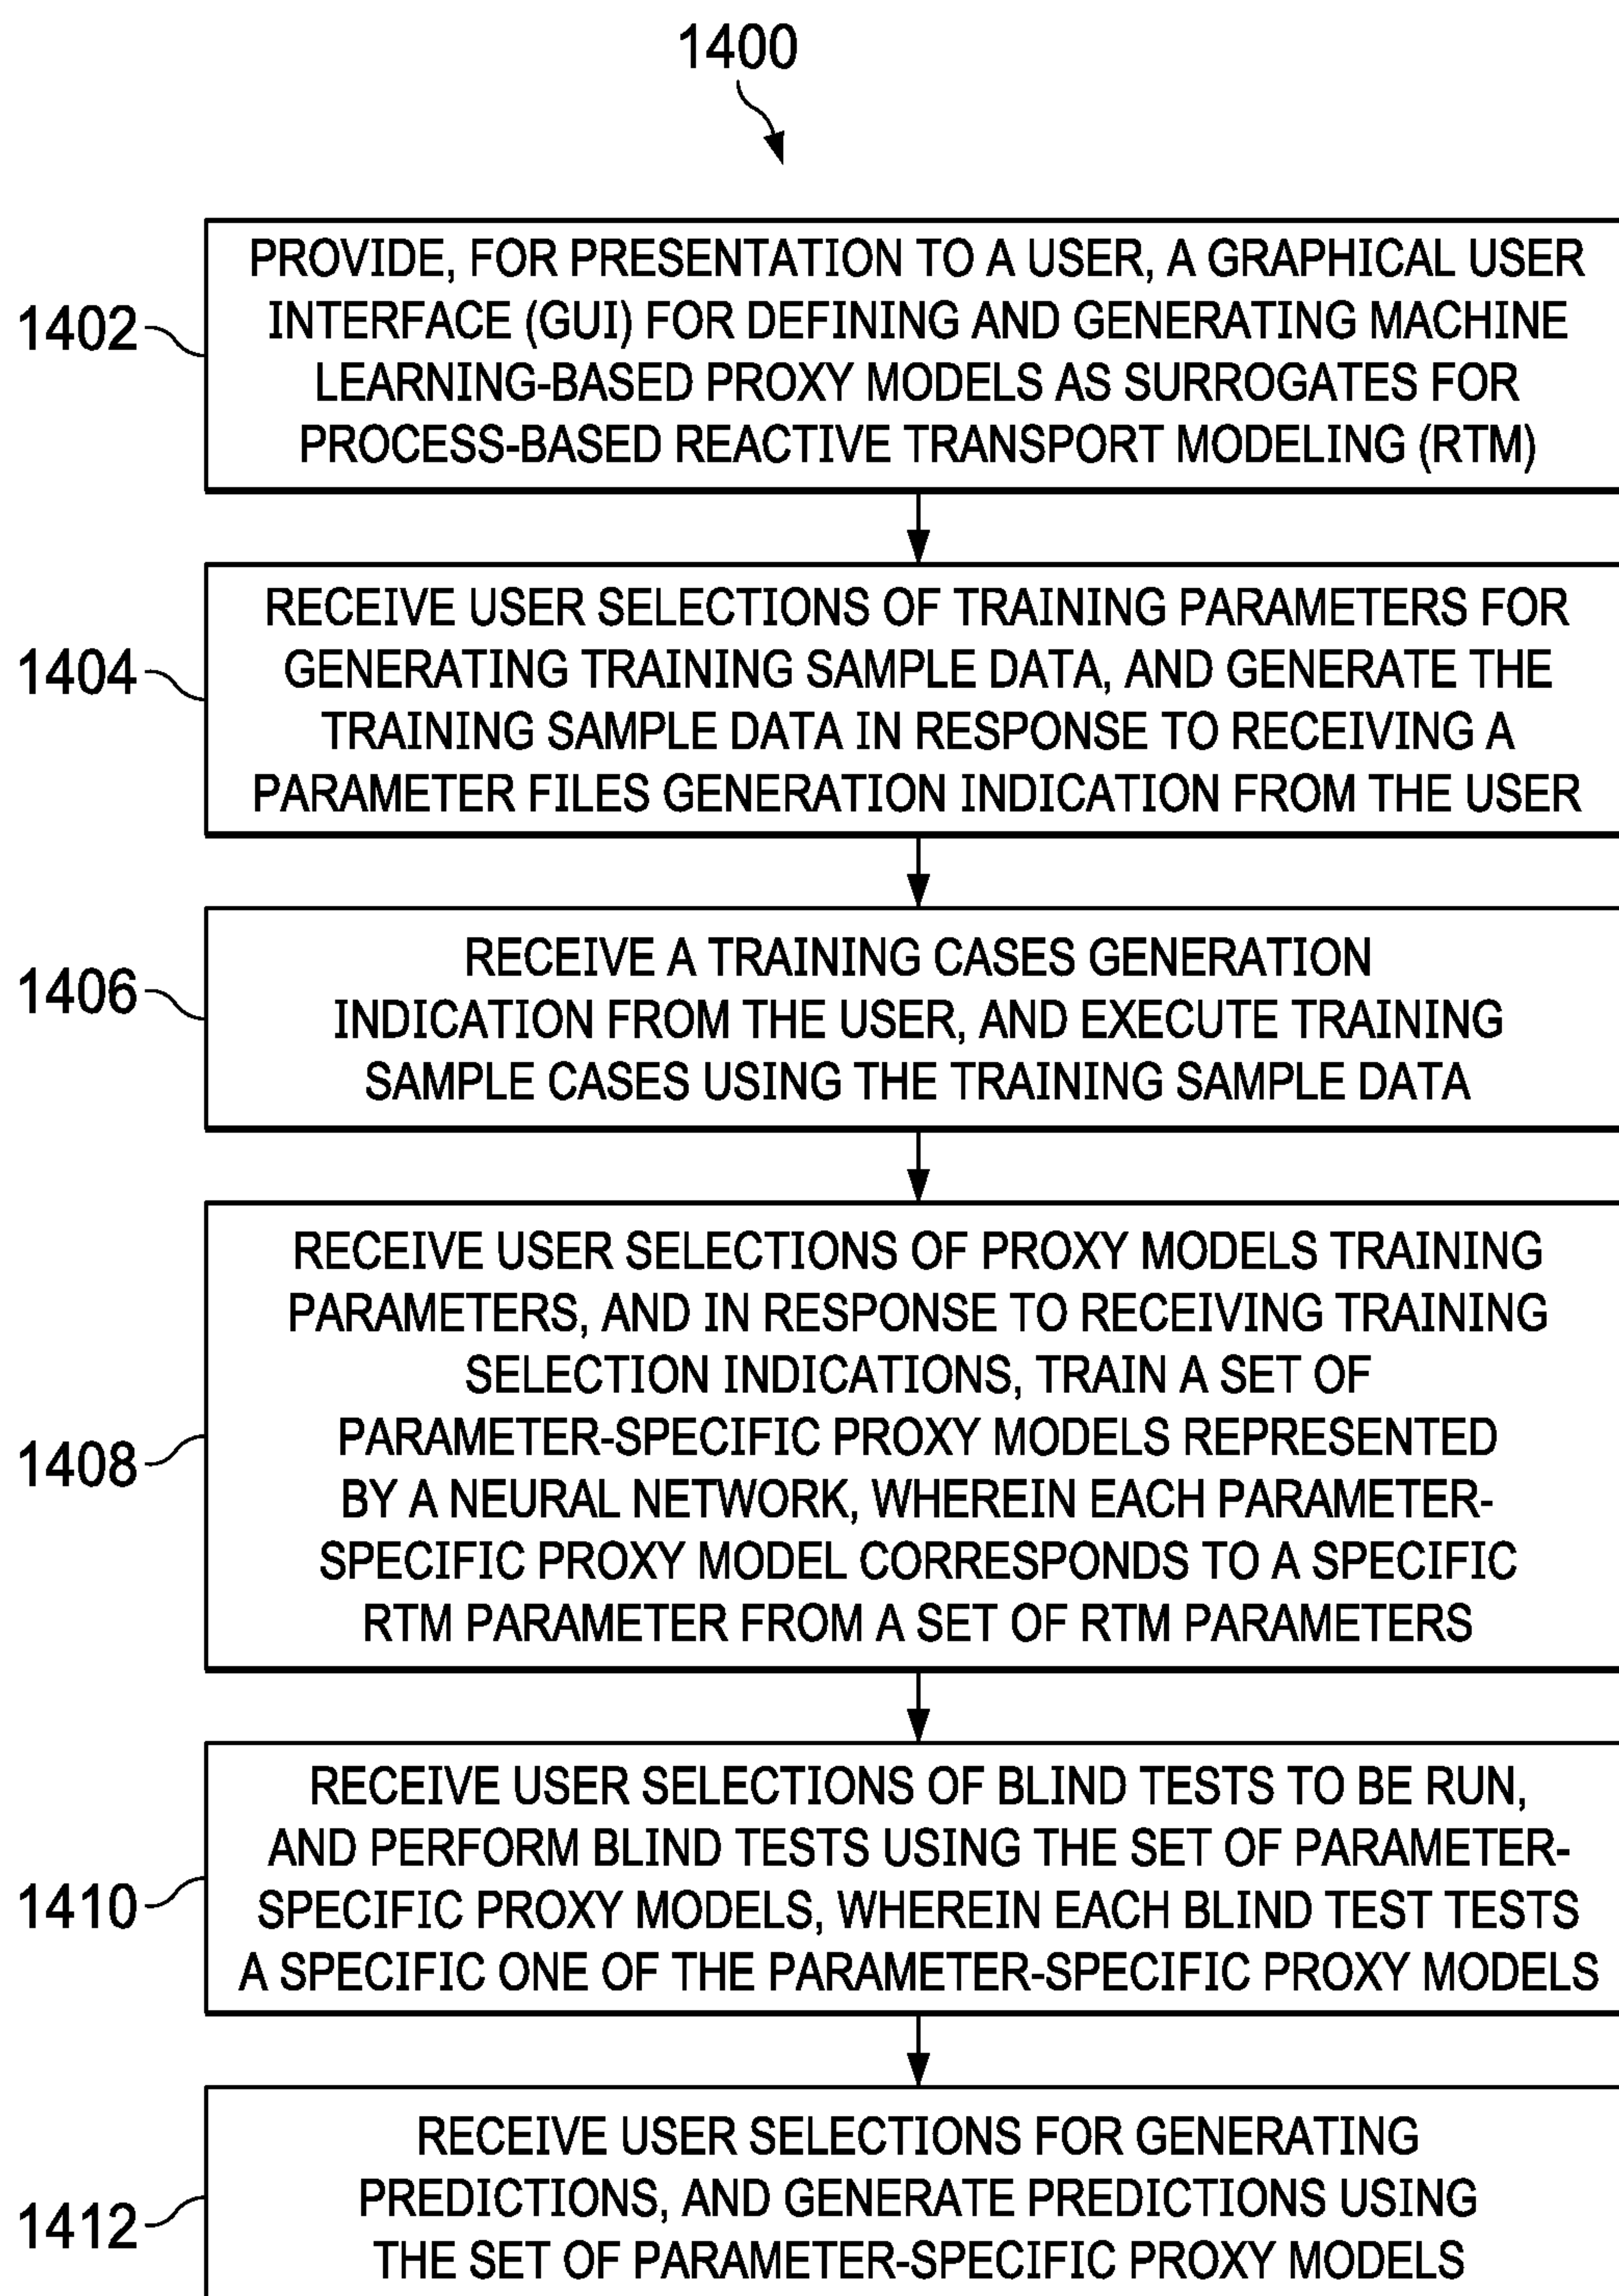 1400
1402
PROVIDE, FOR PRESENTATION TO A USER, A GRAPHICAL USER
INTERFACE (GUI) FOR DEFINING AND GENERATING MACHINE
LEARNING-BASED PROXY MODELS AS SURROGATES FOR
PROCESS-BASED REACTIVE TRANSPORT MODELING (RTM)
1404
RECEIVE USER SELECTIONS OF TRAINING PARAMETERS FOR
GENERATING TRAINING SAMPLE DATA, AND GENERATE THE
TRAINING SAMPLE DATA IN RESPONSE TO RECEIVING A
PARAMETER FILES GENERATION INDICATION FROM THE USER
1406
RECEIVE A TRAINING CASES GENERATION
INDICATION FROM THE USER, AND EXECUTE TRAINING
SAMPLE CASES USING THE TRAINING SAMPLE DATA
1408
RECEIVE USER SELECTIONS OF PROXY MODELS TRAINING
PARAMETERS, AND IN RESPONSE TO RECEIVING TRAINING
SELECTION INDICATIONS, TRAIN A SET OF
PARAMETER-SPECIFIC PROXY MODELS REPRESENTED
BY A NEURAL NETWORK, WHEREIN EACH PARAMETER-
SPECIFIC PROXY MODEL CORRESPONDS TO A SPECIFIC
RTM PARAMETER FROM A SET OF RTM PARAMETERS
1410
RECEIVE USER SELECTIONS OF BLIND TESTS TO BE RUN,
AND PERFORM BLIND TESTS USING THE SET OF PARAMETER-
SPECIFIC PROXY MODELS, WHEREIN EACH BLIND TEST TESTS
A SPECIFIC ONE OF THE PARAMETER-SPECIFIC PROXY MODELS
1412
RECEIVE USER SELECTIONS FOR GENERATING
PREDICTIONS, AND GENERATE PREDICTIONS USING
THE SET OF PARAMETER-SPECIFIC PROXY MODELS